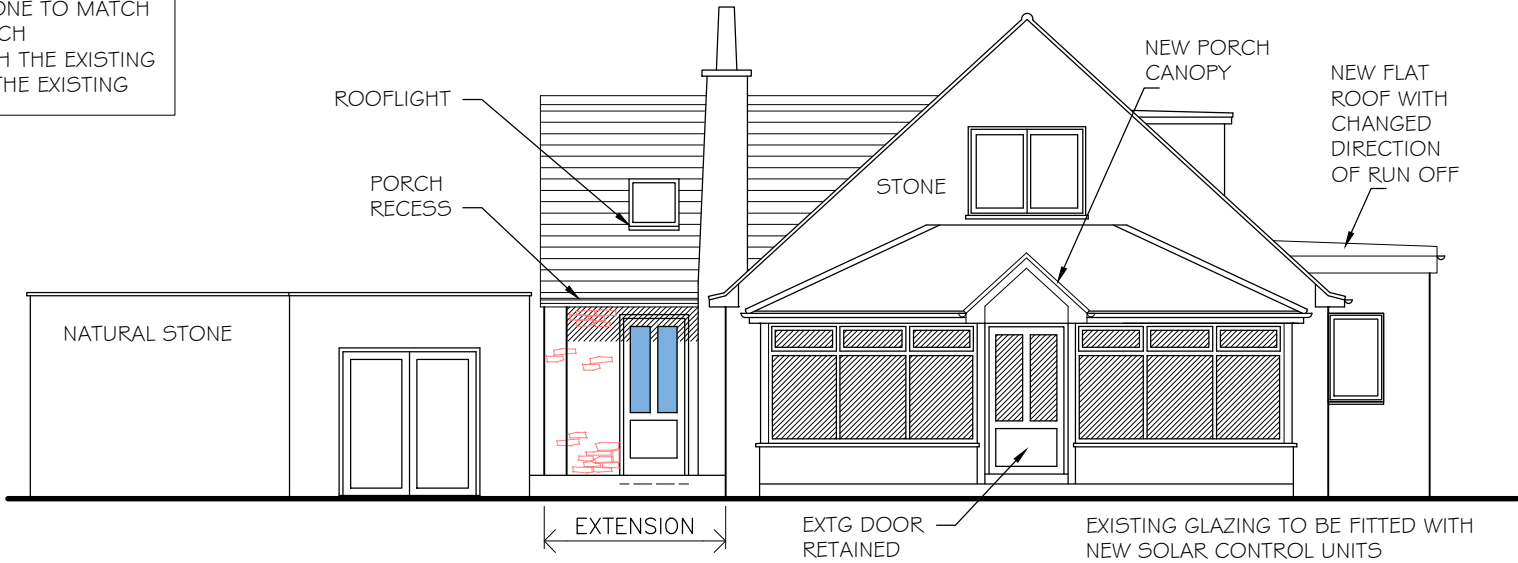 ONE TO MATCH
CH
H THE EXISTING
THE EXISTING
ROOFLIGHT
PORCH
RECESS
NATURAL STONE
STONE
NEW PORCH
CANOPY
NEW FLAT
ROOF WITH
CHANGED
DIRECTION
OF RUN OFF
EXTENSION
EXTG DOOR
RETAINED
EXISTING GLAZING TO BE FITTED WITH
NEW SOLAR CONTROL UNITS